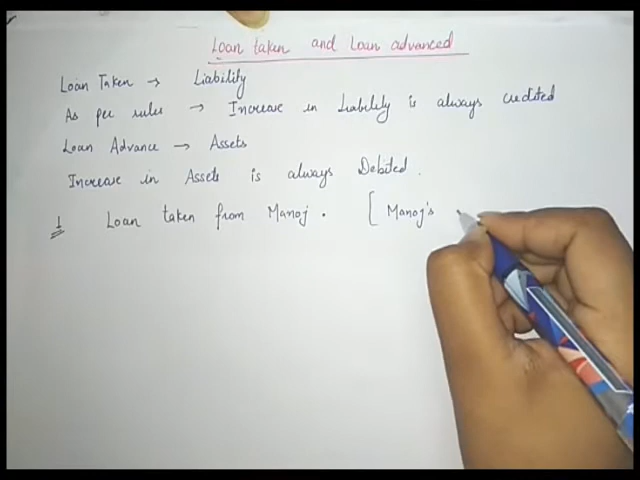 Loan taken and Loan advanced
Loan Taken → Liability
As per rules → Increase in Liability is always credited
Loan Advance → Assets
Increase in Assets is always Debited.
1 Loan taken from Manoj. [Manoj's